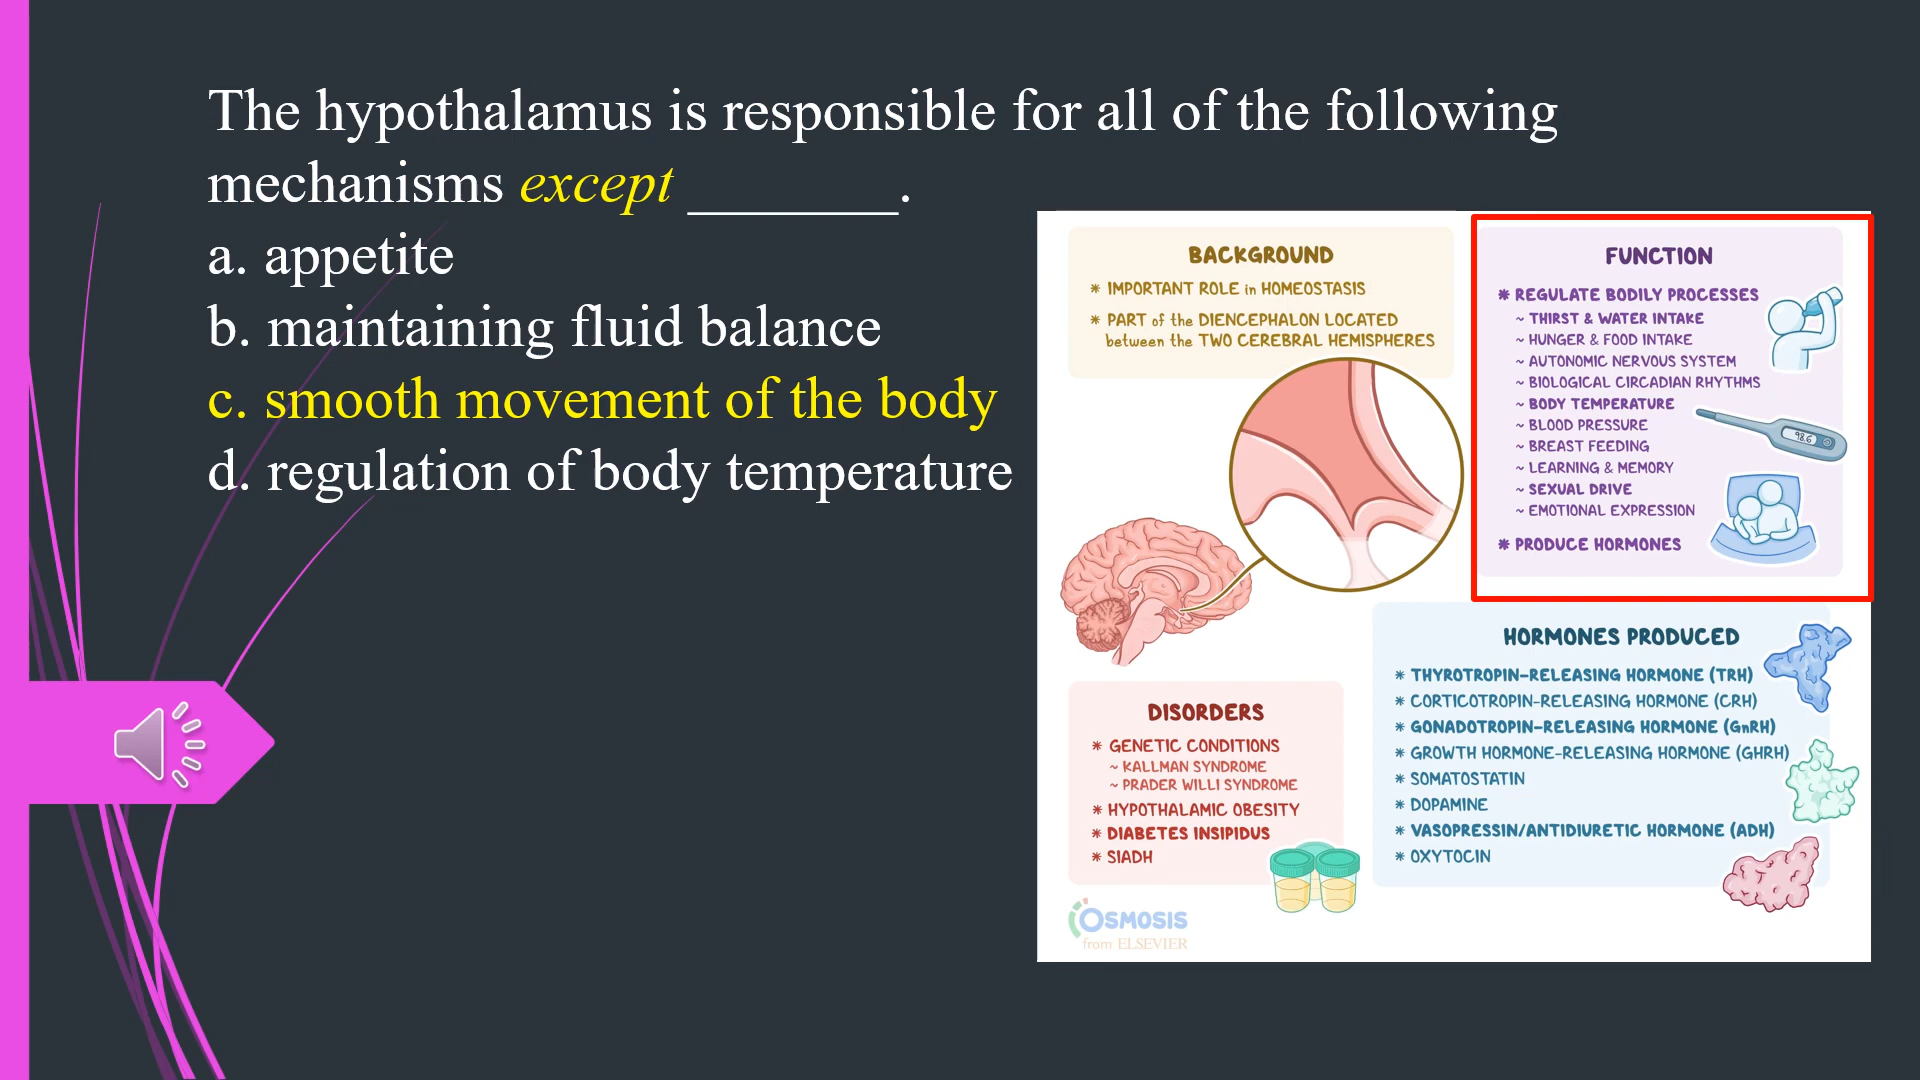 The hypothalamus is responsible for all of the following
mechanisms except ________.
a. appetite
b. maintaining fluid balance
c. smooth movement of the body
d. regulation of body temperature
BACKGROUND
* IMPORTANT ROLE in HOMEOSTASIS
* PART of the DIENCEPHALON LOCATED
between the TWO CEREBRAL HEMISPHERES
FUNCTION
* REGULATE BODILY PROCESSES
~ THIRST & WATER INTAKE
~ HUNGER & FOOD INTAKE
~ AUTONOMIC NERVOUS SYSTEM
~ BIOLOGICAL CIRCADIAN RHYTHMS
~ BODY TEMPERATURE
~ BLOOD PRESSURE
~ BREAST FEEDING
~ LEARNING & MEMORY
~ SEXUAL DRIVE
~ EMOTIONAL EXPRESSION
* PRODUCE HORMONES
98.6
HORMONES PRODUCED
* THYROTROPIN-RELEASING HORMONE (TRH)
* CORTICOTROPIN-RELEASING HORMONE (CRH)
* GONADOTROPIN-RELEASING HORMONE (GnRH)
* GROWTH HORMONE-RELEASING HORMONE (GHRH)
* SOMATOSTATIN
* DOPAMINE
* VASOPRESSIN/ANTIDIURETIC HORMONE (ADH)
* OXYTOCIN
DISORDERS
* GENETIC CONDITIONS
~ KALLMAN SYNDROME
~ PRADER WILLI SYNDROME
* HYPOTHALAMIC OBESITY
* DIABETES INSIPIDUS
* SIADH
OSMOSIS
from ELSEVIER